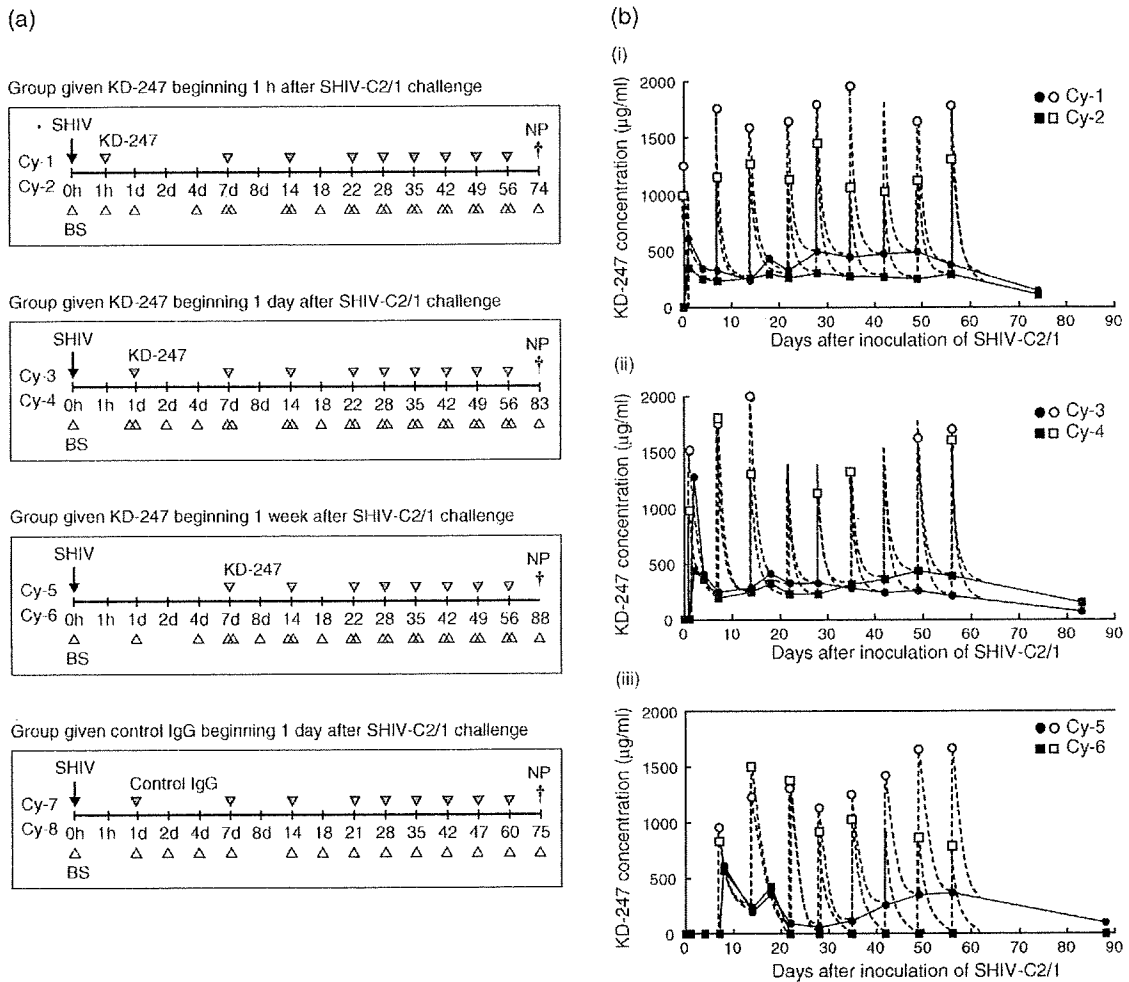 (a)
Group given KD-247 beginning 1 h after SHIV-C2/1 challenge
SHIV
KD-247
NP
†
Cy-1
Cy-2
0h 1h 1d 2d 4d 7d 8d 14 18 22 28 35 42 49 56 74
BS
Group given KD-247 beginning 1 day after SHIV-C2/1 challenge
SHIV
KD-247
NP
†
Cy-3
Cy-4
0h 1h 1d 2d 4d 7d 8d 14 18 22 28 35 42 49 56 83
BS
Group given KD-247 beginning 1 week after SHIV-C2/1 challenge
SHIV
KD-247
NP
†
Cy-5
Cy-6
0h 1h 1d 2d 4d 7d 8d 14 18 22 28 35 42 49 56 88
BS
Group given control IgG beginning 1 day after SHIV-C2/1 challenge
SHIV
Control IgG
NP
†
Cy-7
Cy-8
0h 1h 1d 2d 4d 7d 8d 14 18 21 28 35 42 47 60 75
BS
(b)
(i)
KD-247 concentration (µg/ml)
2000
1500
1000
500
0
Cy-1
Cy-2
0 10 20 30 40 50 60 70 80 90
Days after inoculation of SHIV-C2/1
(ii)
KD-247 concentration (µg/ml)
2000
1500
1000
500
0
Cy-3
Cy-4
0 10 20 30 40 50 60 70 80 90
Days after inoculation of SHIV-C2/1
(iii)
KD-247 concentration (µg/ml)
2000
1500
1000
500
0
Cy-5
Cy-6
0 10 20 30 40 50 60 70 80 90
Days after inoculation of SHIV-C2/1